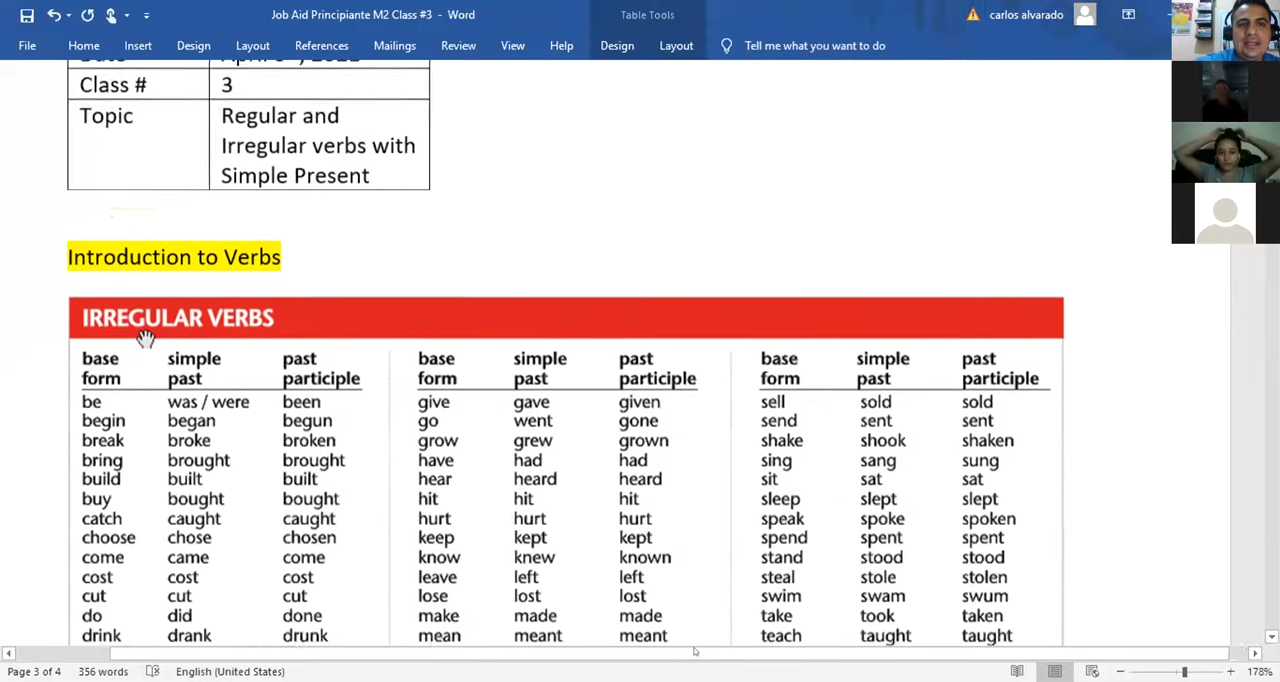 Job Aid Principiante M2 Class #3 - Word
Table Tools
carlos alvarado
File Home Insert Design Layout References Mailings Review View Help Design Layout Tell me what you want to do
Class # 3
Topic Regular and
Irregular verbs with
Simple Present
Introduction to Verbs
IRREGULAR VERBS
base simple past base simple past base simple past
form past participle form past participle form past participle
be was / were been give gave given sell sold sold
begin began begun go went gone send sent sent
break broke broken grow grew grown shake shook shaken
bring brought brought have had had sing sang sung
build built built hear heard heard sit sat sat
buy bought bought hit hit hit sleep slept slept
catch caught caught hurt hurt hurt speak spoke spoken
choose chose chosen keep kept kept spend spent spent
come came come know knew known stand stood stood
cost cost cost leave left left steal stole stolen
cut cut cut lose lost lost swim swam swum
do did done make made made take took taken
drink drank drunk mean meant meant teach taught taught
Page 3 of 4 356 words English (United States) 178%